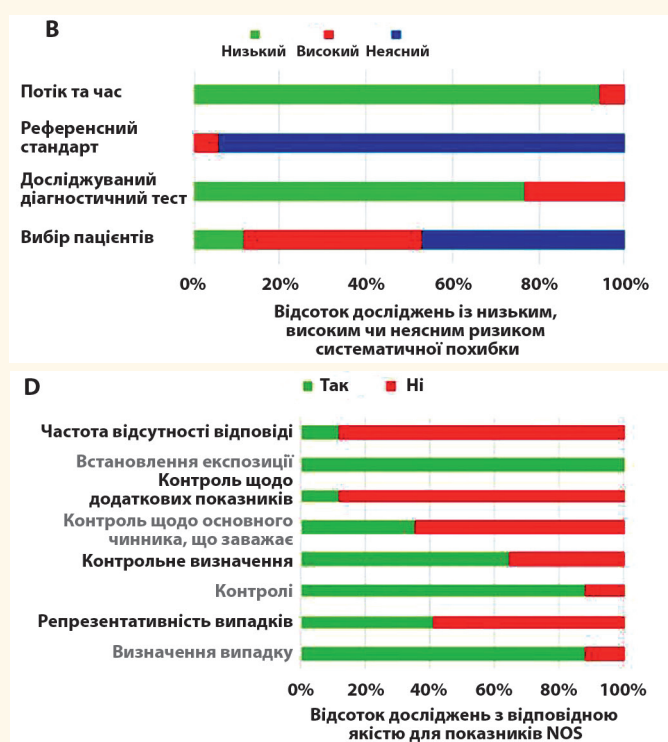 B
Низький Високий Неясний
Потік та час
Референсний
стандарт
Досліджуваний
діагностичний тест
Вибір пацієнтів
0% 20% 40% 60% 80% 100%
Відсоток досліджень із низьким,
високим чи неясним ризиком
систематичної похибки
D
Так Ні
Частота відсутності відповіді
Встановлення експозиції
Контроль щодо
додаткових показників
Контроль щодо основного
чинника, що заважає
Контрольне визначення
Контролі
Репрезентативність випадків
Визначення випадку
0% 20% 40% 60% 80% 100%
Відсоток досліджень з відповідною
якістю для показників NOS